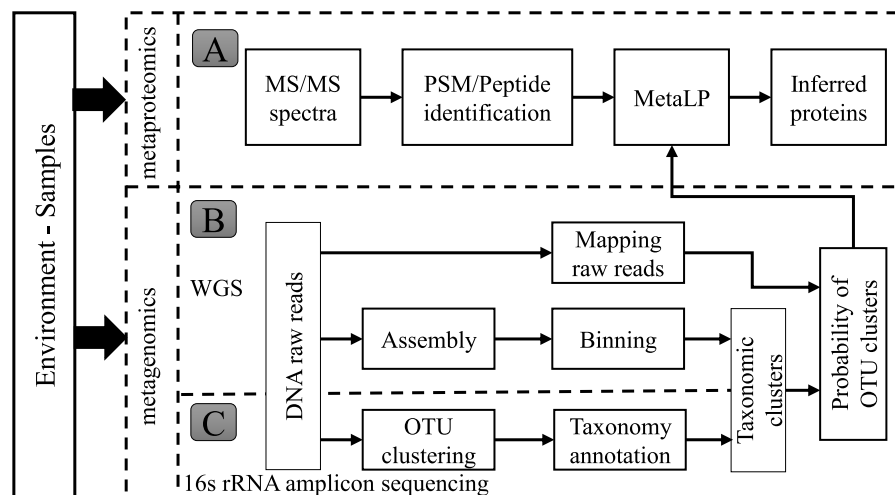 Environment - Samples
metaproteomics
A
MS/MS
spectra
PSM/Peptide
identification
MetaLP
Inferred
proteins
metagenomics
B
WGS
DNA raw reads
Mapping
raw reads
Assembly
Binning
Taxonomic
clusters
Probability of
OTU clusters
C
OTU
clustering
Taxonomy
annotation
16s rRNA amplicon sequencing